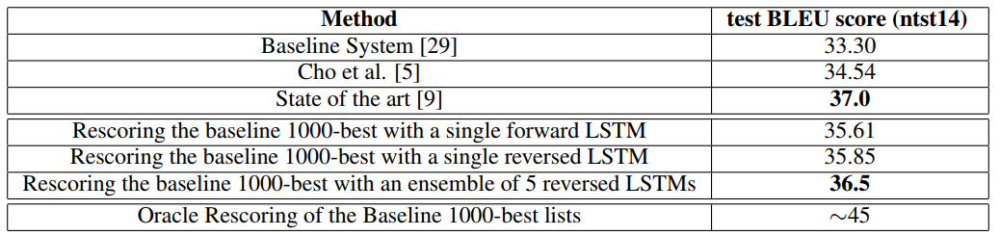 Method test BLEU score (ntst14)
Baseline System [29] 33.30
Cho et al. [5] 34.54
State of the art [9] 37.0
Rescoring the baseline 1000-best with a single forward LSTM 35.61
Rescoring the baseline 1000-best with a single reversed LSTM 35.85
Rescoring the baseline 1000-best with an ensemble of 5 reversed LSTMs 36.5
Oracle Rescoring of the Baseline 1000-best lists ∼45